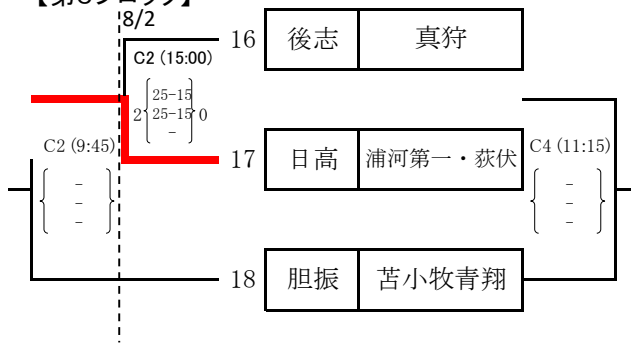 8/2
16 後志 真狩
C2 (15:00)
25-15
2 25-15 0
-
C2 (9:45)
-
-
-
17 日高 浦河第一・荻伏
C4 (11:15)
-
-
-
18 胆振 苫小牧青翔